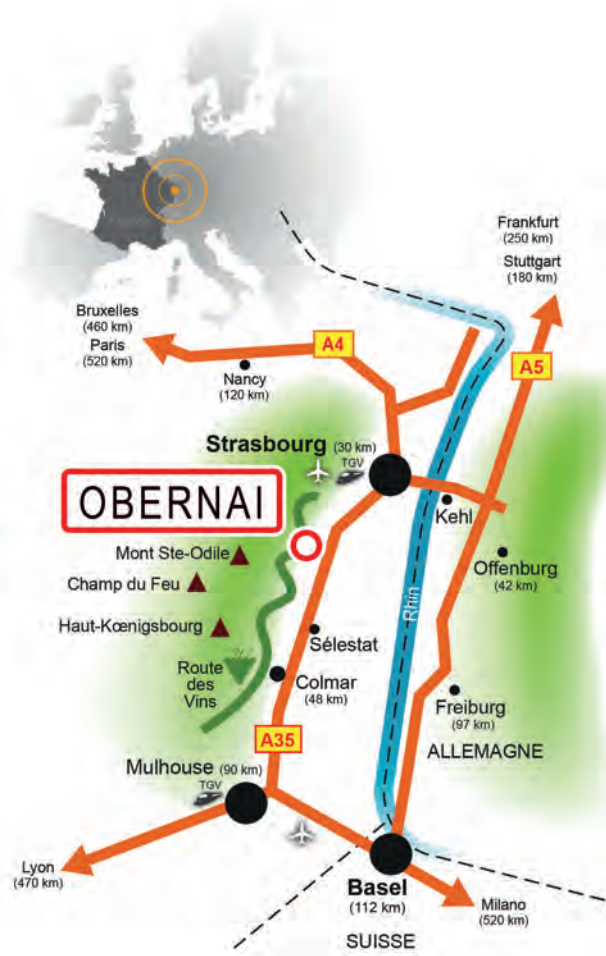 Frankfurt
(250 km)
Stuttgart
(180 km)
Bruxelles
(460 km)
Paris
(520 km)
A4
A5
Nancy
(120 km)
Strasbourg (30 km)
TGV
OBERNAI
Kehl
Mont Ste-Odile
Offenburg
(42 km)
Champ du Feu
Rhin
Haut-Kœnigsbourg
Sélestat
Route
des
Vins
Colmar
(48 km)
Freiburg
(97 km)
A35
ALLEMAGNE
Mulhouse (90 km)
TGV
Lyon
(470 km)
Basel
(112 km)
Milano
(520 km)
SUISSE